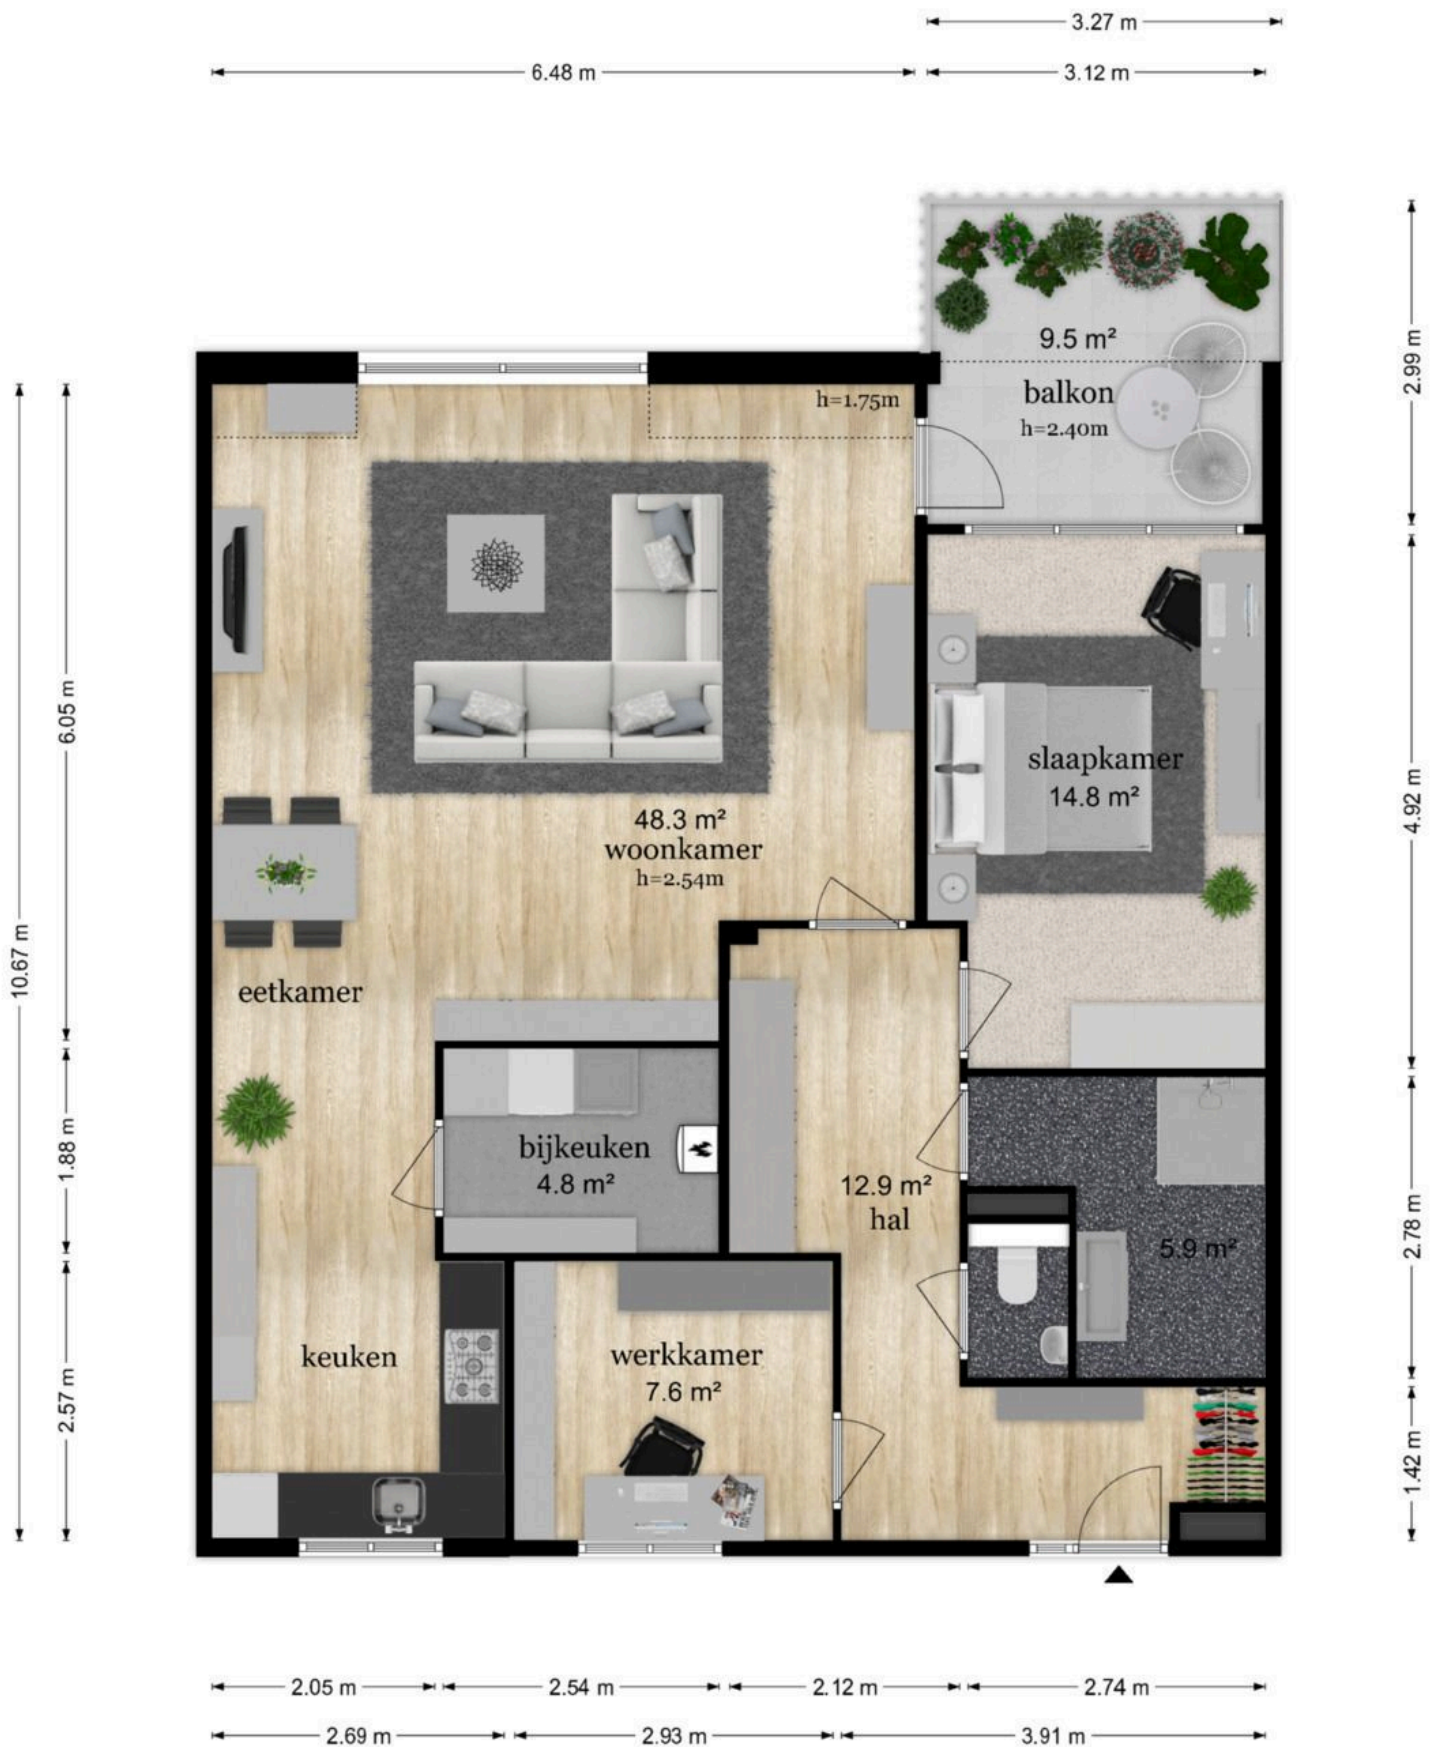 3.27 m
6.48 m
3.12 m
9.5 m²
balkon
h=2.40m
h=1.75m
2.99 m
6.05 m
10.67 m
slaapkamer
14.8 m²
4.92 m
48.3 m²
woonkamer
h=2.54m
eetkamer
1.88 m
bijkeuken
4.8 m²
12.9 m²
hal
5.9 m²
2.78 m
keuken
2.57 m
werkkamer
7.6 m²
1.42 m
2.05 m
2.54 m
2.12 m
2.74 m
2.69 m
2.93 m
3.91 m